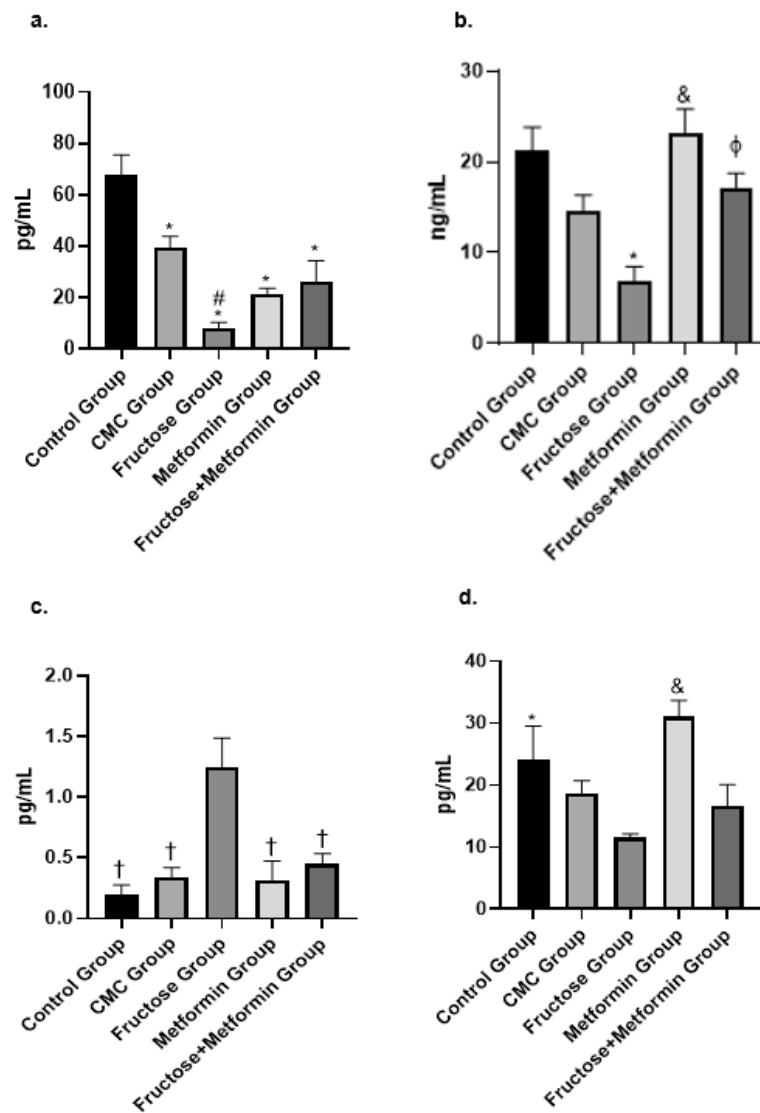 a.
pg/mL
100
80
60
40
20
0
*
#
*
*
*
Control Group
CMC Group
Fructose Group
Metformin Group
Fructose+Metformin Group
b.
ng/mL
30
20
10
0
*
&
ϕ
Control Group
CMC Group
Fructose Group
Metformin Group
Fructose+Metformin Group
c.
pg/mL
2.0
1.5
1.0
0.5
0.0
†
†
†
†
Control Group
CMC Group
Fructose Group
Metformin Group
Fructose+Metformin Group
d.
pg/mL
40
30
20
10
0
*
&
Control Group
CMC Group
Fructose Group
Metformin Group
Fructose+Metformin Group